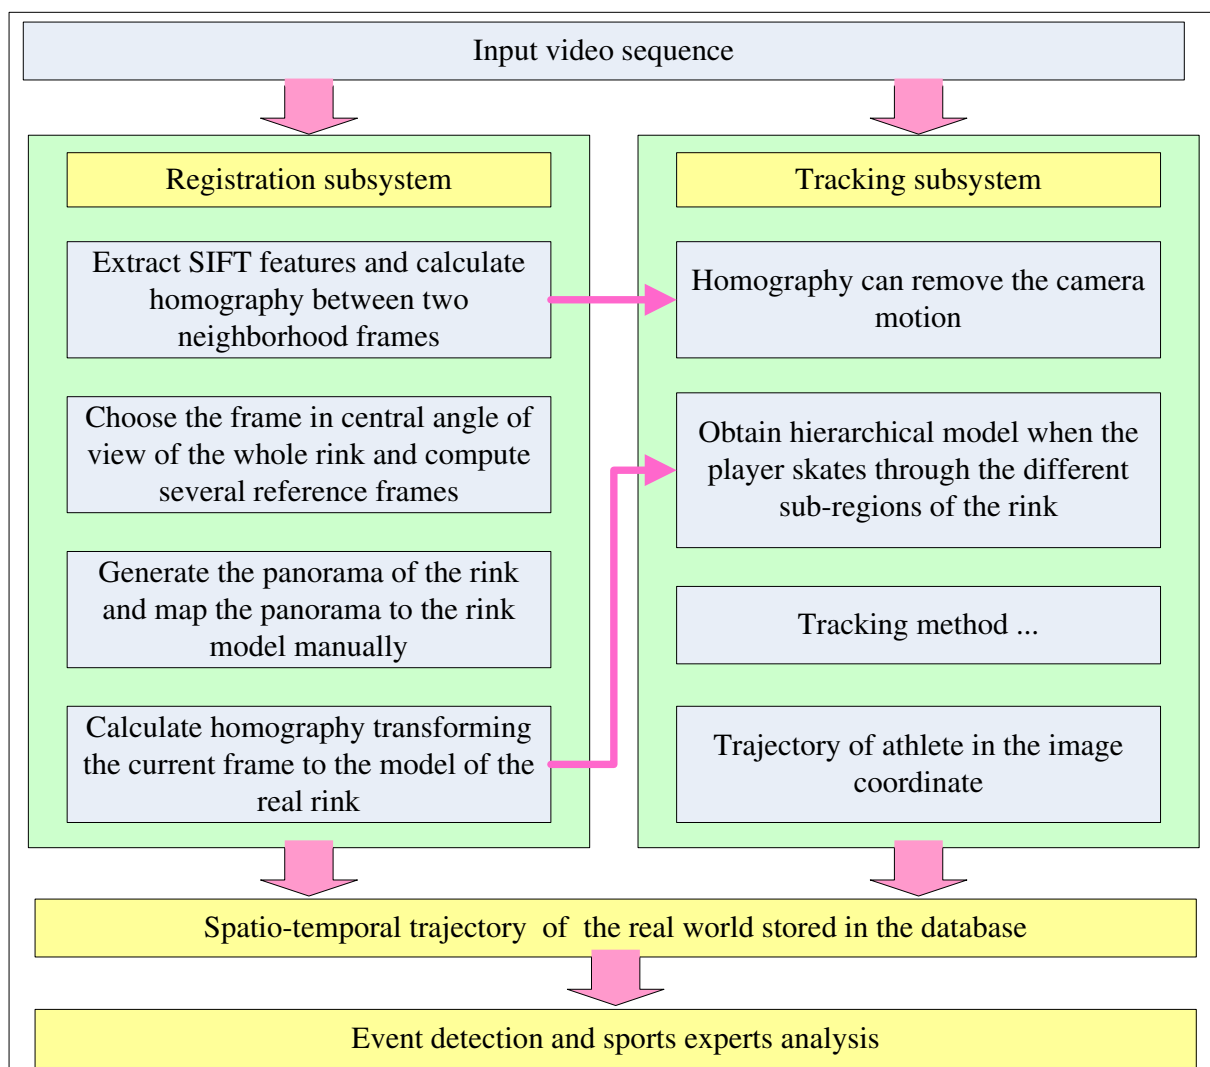 Input video sequence
Registration subsystem
Extract SIFT features and calculate
homography between two
neighborhood frames
Choose the frame in central angle of
view of the whole rink and compute
several reference frames
Generate the panorama of the rink
and map the panorama to the rink
model manually
Calculate homography transforming
the current frame to the model of the
real rink
Tracking subsystem
Homography can remove the camera
motion
Obtain hierarchical model when the
player skates through the different
sub-regions of the rink
Tracking method ...
Trajectory of athlete in the image
coordinate
Spatio-temporal trajectory of the real world stored in the database
Event detection and sports experts analysis